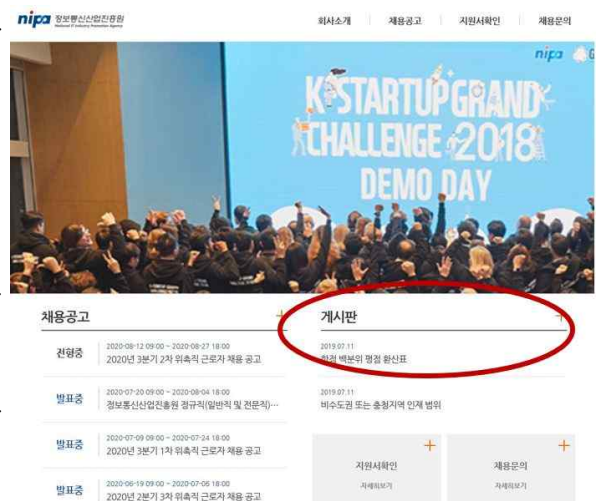 nipa 정보통신산업진흥원
National IT Industry Promotion Agency
회사소개 채용공고 지원서확인 채용문의
nipa
K-STARTUP GRAND
CHALLENGE 2018
DEMO DAY
채용공고 +
전형중
2020-08-12 09:00 ~ 2020-08-27 18:00
2020년 3분기 2차 위촉직 근로자 채용 공고
발표중
2020-07-20 09:00 ~ 2020-08-04 18:00
정보통신산업진흥원 정규직(일반직 및 전문직)…
발표중
2020-07-09 09:00 ~ 2020-07-24 18:00
2020년 3분기 1차 위촉직 근로자 채용 공고
발표중
2020-06-19 09:00 ~ 2020-07-06 18:00
2020년 2분기 3차 위촉직 근로자 채용 공고
게시판 +
2019.07.11
학점 백분위 평점 환산표
2019.07.11
비수도권 또는 충청지역 인재 범위
+
지원서확인
자세히보기
+
채용문의
자세히보기